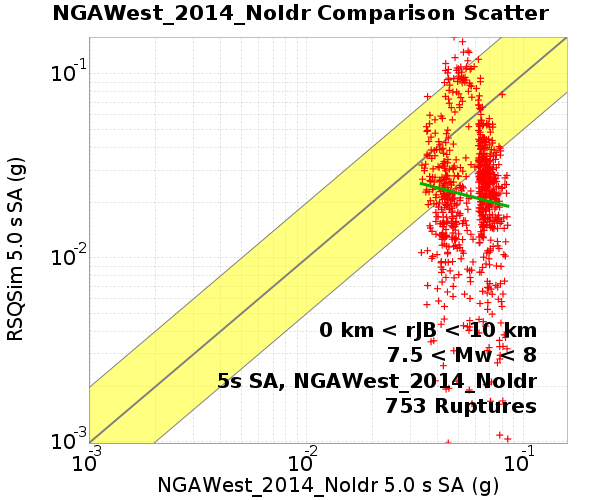 NGAWest_2014_NoIdr Comparison Scatter
RSQSim 5.0 s SA (g)
10-1
10-2
10-3
0 km < rJB < 10 km
7.5 < Mw < 8
5s SA, NGAWest_2014_NoIdr
753 Ruptures
10-3
10-2
10-1
NGAWest_2014_NoIdr 5.0 s SA (g)